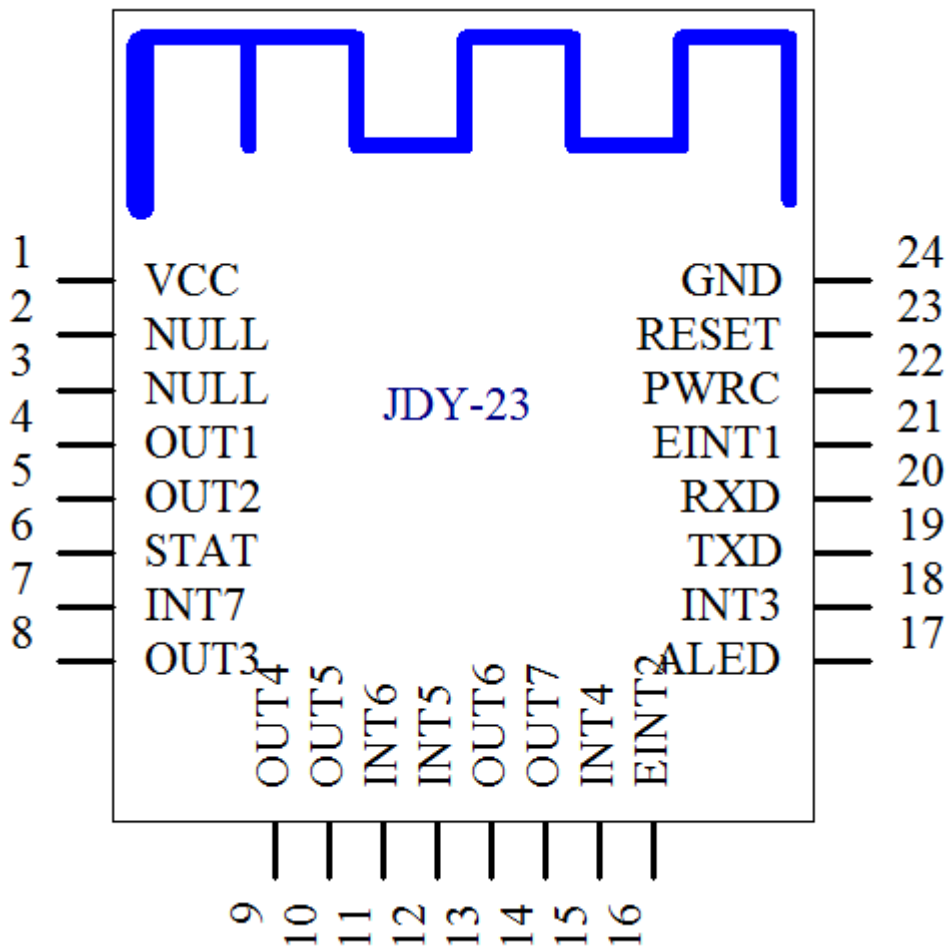 1 VCC GND 24
2 NULL RESET 23
3 NULL JDY-23 PWRC 22
4 OUT1 EINT1 21
5 OUT2 RXD 20
6 STAT TXD 19
7 INT7 INT3 18
8 OUT3 ALED 17
OUT4 OUT5 INT6 INT5 OUT6 OUT7 INT4 EINT2
9 10 11 12 13 14 15 16